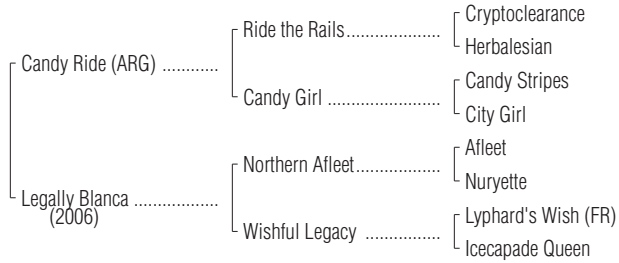 Cryptoclearance
Ride the Rails
Herbalesian
Candy Ride (ARG)
Candy Stripes
Candy Girl
City Girl
Afleet
Northern Afleet
Nuryette
Legally Blanca
(2006)
Lyphard's Wish (FR)
Wishful Legacy
Icecapade Queen